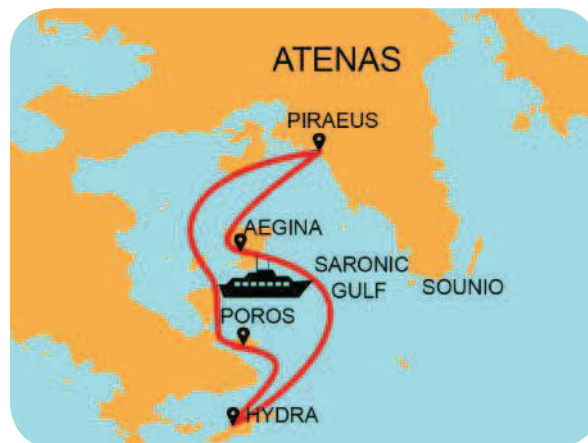 ATENAS
PIRAEUS
AEGINA
SARONIC
GULF
SOUNIO
POROS
HYDRA